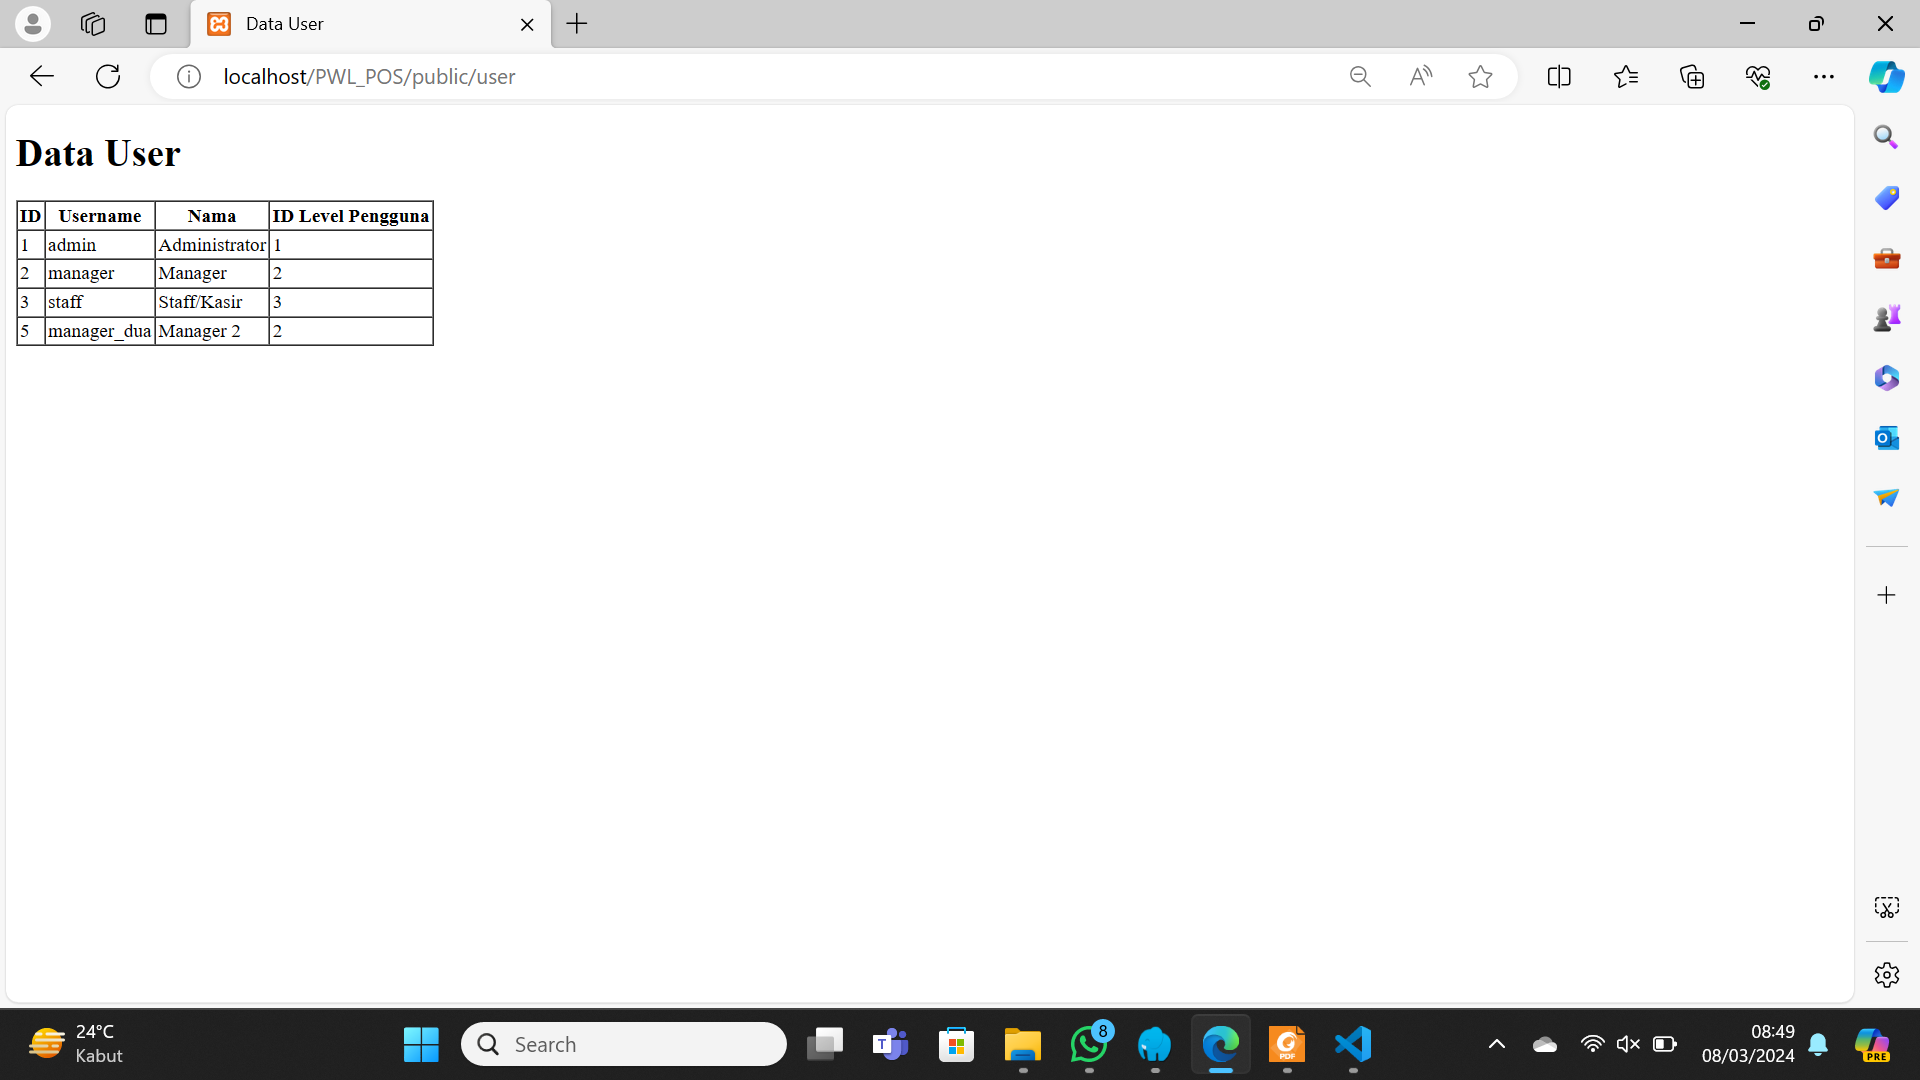 Data User
localhost/PWL_POS/public/user
Data User
ID Username Nama ID Level Pengguna
1 admin Administrator 1
2 manager Manager 2
3 staff Staff/Kasir 3
5 manager_dua Manager 2 2
24°C
Kabut
Search
T
8
PDF
08:49
08/03/2024
PRE